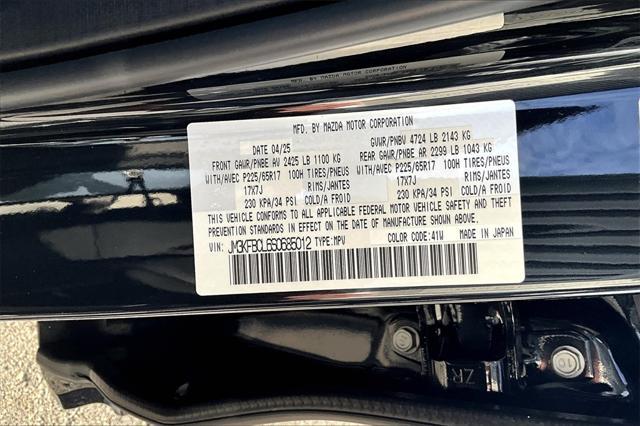 MFD. BY MAZDA MOTOR CORPORATION
DATE 04/25 GVWR/PNBV 4724 LB 2143 KG
FRONT GAWR/PNBE AV 2425 LB 1100 KG REAR GAWR/PNBE AR 2299 LB 1043 KG
WITH/AVEC P225/65R17 100H TIRES/PNEUS WITH/AVEC P225/65R17 100H TIRES/PNEUS
17X7J RIMS/JANTES 17X7J RIMS/JANTES
230 KPA/34 PSI COLD/A FROID 230 KPA/34 PSI COLD/A FROID
THIS VEHICLE CONFORMS TO ALL APPLICABLE FEDERAL MOTOR VEHICLE SAFETY, BUMPER, AND THEFT
PREVENTION STANDARDS IN EFFECT ON THE DATE OF MANUFACTURE SHOWN ABOVE.
VIN: JM3KFBCL6S0685012 TYPE:MPV COLOR CODE:41W MADE IN JAPAN
ZR